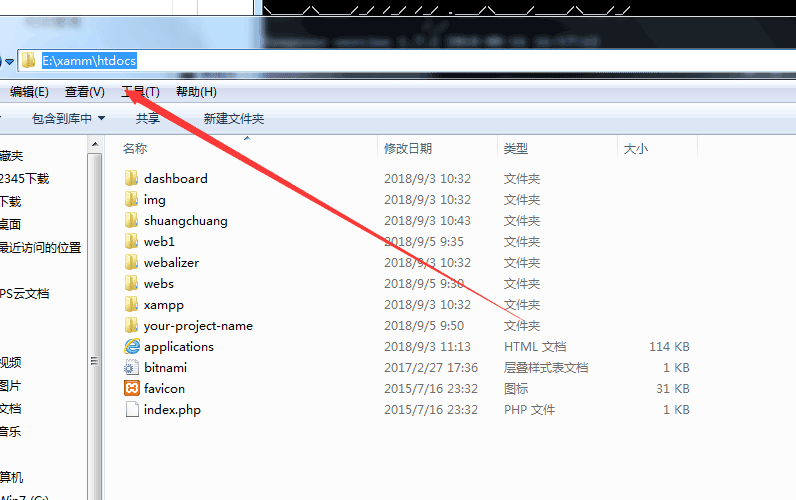 E:\xamm\htdocs
编辑(E) 查看(V) 工具(T) 帮助(H)
包含到库中 共享 新建文件夹
名称 修改日期 类型 大小
藏夹
2345下载
下载
桌面
最近访问的位置
PS云文档
视频
图片
文档
音乐
算机
Win7 (C:)
dashboard 2018/9/3 10:32 文件夹
img 2018/9/3 10:32 文件夹
shuangchuang 2018/9/3 10:43 文件夹
web1 2018/9/5 9:35 文件夹
webalizer 2018/9/3 10:32 文件夹
webs 2018/9/5 9:30 文件夹
xampp 2018/9/3 10:32 文件夹
your-project-name 2018/9/5 9:50 文件夹
applications 2018/9/3 11:13 HTML 文档 114 KB
bitnami 2017/2/27 17:36 层叠样式表文档 1 KB
favicon 2015/7/16 23:32 图标 31 KB
index.php 2015/7/16 23:32 PHP 文件 1 KB